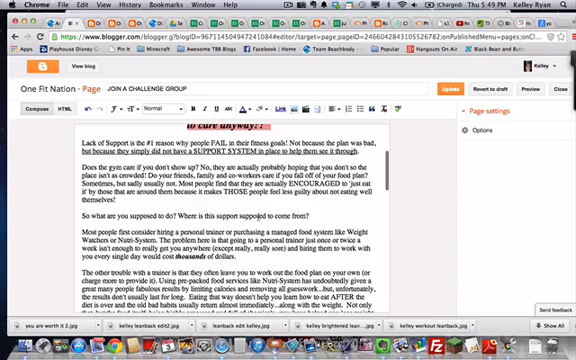 View History Bookmarks Window Help
(Charged) Thu 5:49 PM Kelley Ryan
Playhouse Disney
Pinterest
Minecraft
Awesome TBB Blog
Facebook | Home
Team Beachbody
Popular
Hangouts On Air
Black Bean and Butt
View blog
Kelley
One Fit Nation · Page JOIN A CHALLENGE GROUP
Update Revert to draft Preview Close
Compose HTML Normal B I U A Link
Page settings
Options
to care anyway!!
Lack of Support is the #1 reason why people FAIL in their fitness goals! Not because the plan was bad,
but because they simply did not have a SUPPORT SYSTEM in place to help them see it through.
Does the gym care if you don't show up? No, they are actually probably hoping that you don't so the
place isn't as crowded! Do your friends, family and co-workers care if you fall off of your food plan?
Sometimes, but sadly usually not. Most people find that they are actually ENCOURAGED to 'just eat
it' by those that are around them because it makes THOSE people feel less guilty about not eating well
themselves!
So what are you supposed to do? Where is this support supposed to come from?
Most people first consider hiring a personal trainer or purchasing a managed food system like Weight
Watchers or Nutri-System. The problem here is that going to a personal trainer just once or twice a
week isn't enough to really get you anywhere (except really, really sore) and hiring them to work with
you every single day would cost thousands of dollars.
The other trouble with a trainer is that they often leave you to work out the food plan on your own (or
charge more to provide it). Using pre-packed food services like Nutri-System has undoubtedly given a
great many people fabulous results by limiting calories and removing all guesswork...but, unfortunately,
the results don't usually last for long. Eating that way doesn't help you learn how to eat AFTER the
diet is over and the old bad habits usually return almost immediately...along with the weight. Not only
Send feedback
you are worth it 2.jpg
kelley leanback edit2.jpg
leanback edit kelley.jpg
kelley brightened lean....jpg
kelley workout leanback.jpg
Show All